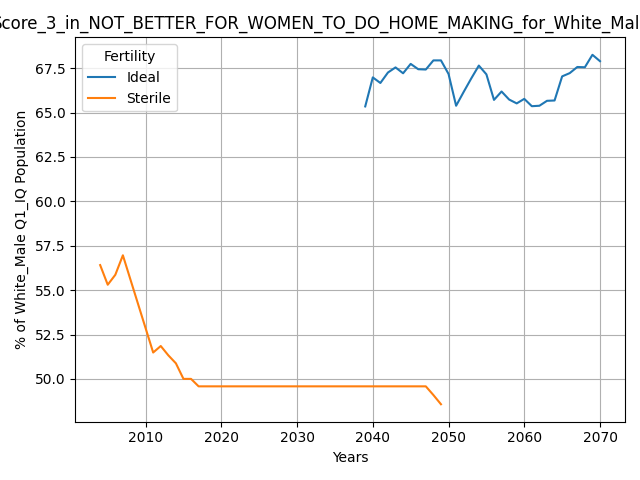 Score_3_in_NOT_BETTER_FOR_WOMEN_TO_DO_HOME_MAKING_for_White_Mal
Fertility
Ideal
Sterile
67.5
65.0
62.5
60.0
57.5
55.0
52.5
50.0
% of White_Male Q1_IQ Population
2010 2020 2030 2040 2050 2060 2070
Years